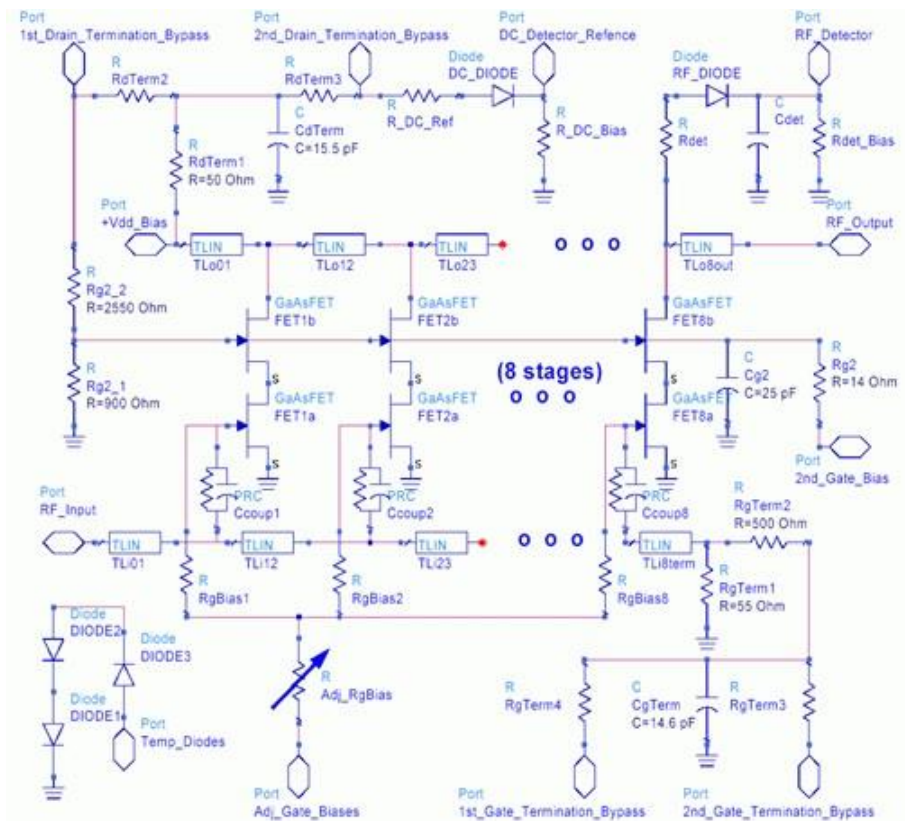 Port
1st_Drain_Termination_Bypass
Port
2nd_Drain_Termination_Bypass
Port
DC_Detector_Refence
Port
RF_Detector
R
RdTerm2
R
RdTerm3
Diode
DC_DIODE
Diode
RF_DIODE
R
R_DC_Ref
C
CdTerm
C=15.5 pF
R
R_DC_Bias
R
Rdet
C
Cdet
R
Rdet_Bias
R
RdTerm1
R=50 Ohm
Port
+Vdd_Bias
TLIN
TLo01
TLIN
TLo12
TLIN
TLo23
o o o
TLIN
TLo8out
Port
RF_Output
R
Rg2_2
R=2550 Ohm
GaAsFET
FET1b
GaAsFET
FET2b
GaAsFET
FET8b
R
Rg2_1
R=900 Ohm
S
S
S
(8 stages)
o o o
C
Cg2
C=25 pF
R
Rg2
R=14 Ohm
GaAsFET
FET1a
GaAsFET
FET2a
GaAsFET
FET8a
S
S
S
Port
2nd_Gate_Bias
PRC
Ccoup1
PRC
Ccoup2
PRC
Ccoup8
Port
RF_Input
TLIN
TLi01
TLIN
TLi12
TLIN
TLi23
o o o
TLIN
TLi8term
R
RgTerm2
R=500 Ohm
R
RgBias1
R
RgBias2
R
RgBias8
R
RgTerm1
R=55 Ohm
Diode
DIODE2
Diode
DIODE3
Diode
DIODE1
Port
Temp_Diodes
R
Adj_RgBias
R
RgTerm4
C
CgTerm
C=14.6 pF
R
RgTerm3
Port
Adj_Gate_Biases
Port
1st_Gate_Termination_Bypass
Port
2nd_Gate_Termination_Bypass